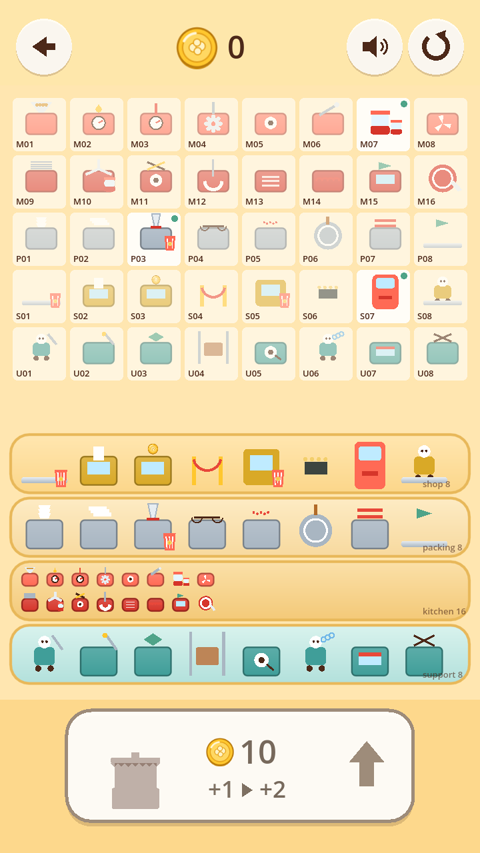 0
M01 M02 M03 M04 M05 M06 M07 M08
M09 M10 M11 M12 M13 M14 M15 M16
P01 P02 P03 P04 P05 P06 P07 P08
S01 S02 S03 S04 S05 S06 S07 S08
U01 U02 U03 U04 U05 U06 U07 U08
shop 8
packing 8
kitchen 16
support 8
10
+1 ▶ +2